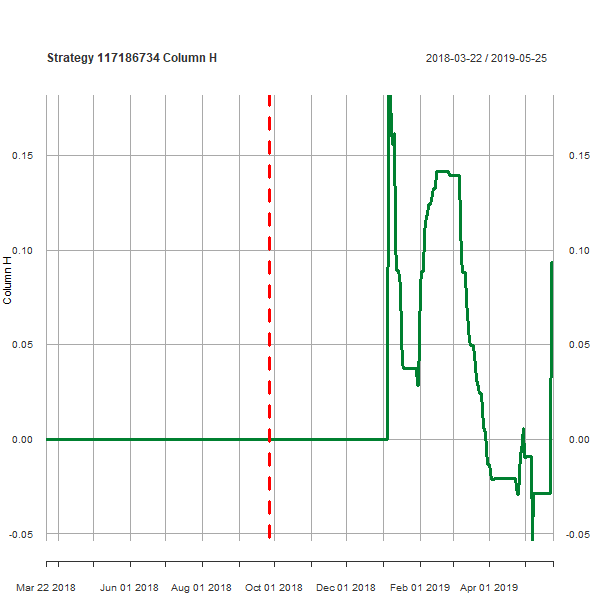 Strategy 117186734 Column H
2018-03-22 / 2019-05-25
0.15 0.15
0.10 0.10
0.05 0.05
0.00 0.00
-0.05 -0.05
Column H
Mar 22 2018 Jun 01 2018 Aug 01 2018 Oct 01 2018 Dec 01 2018 Feb 01 2019 Apr 01 2019